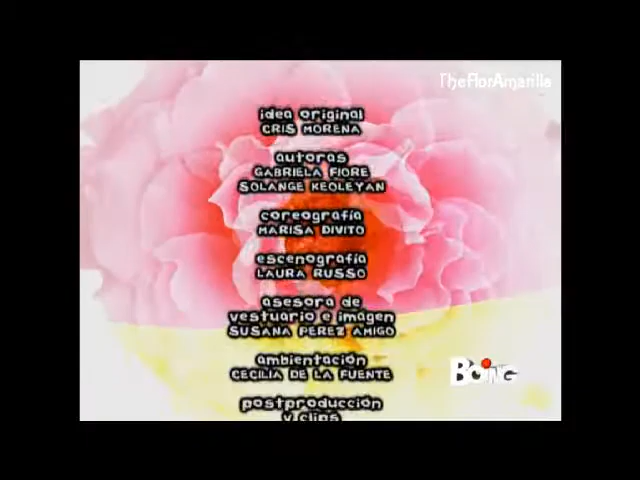 TheFlorAmarilla
idea original
CRIS MORENA
autoras
GABRIELA FIORE
SOLANGE KEOLEYAN
coreografía
MARISA DIVITO
escenografía
LAURA RUSSO
asesora de
vestuario e imágen
SUSANA PEREZ AMIGO
ambientación
CECILIA DE LA FUENTE
BOING
postproducción
y clips